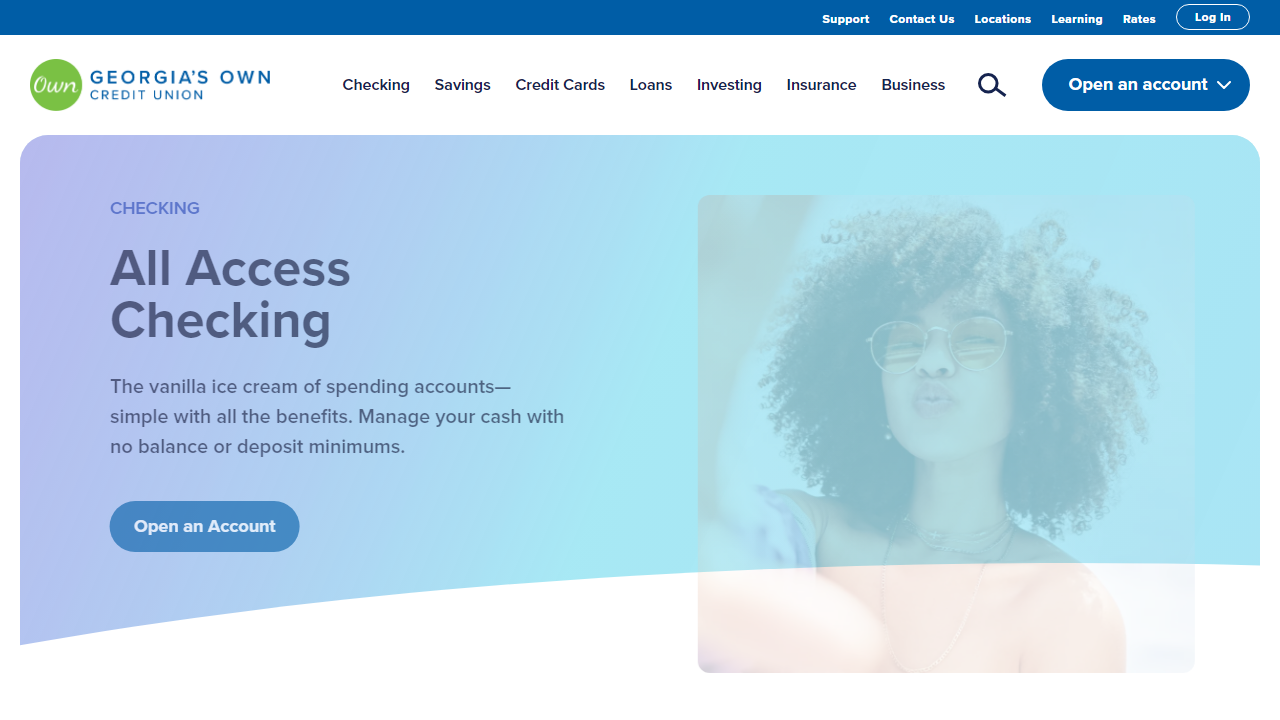 Support Contact Us Locations Learning Rates Log In
Own GEORGIA'S OWN
CREDIT UNION
Checking Savings Credit Cards Loans Investing Insurance Business
Open an account
CHECKING
All Access
Checking
The vanilla ice cream of spending accounts—
simple with all the benefits. Manage your cash with
no balance or deposit minimums.
Open an Account